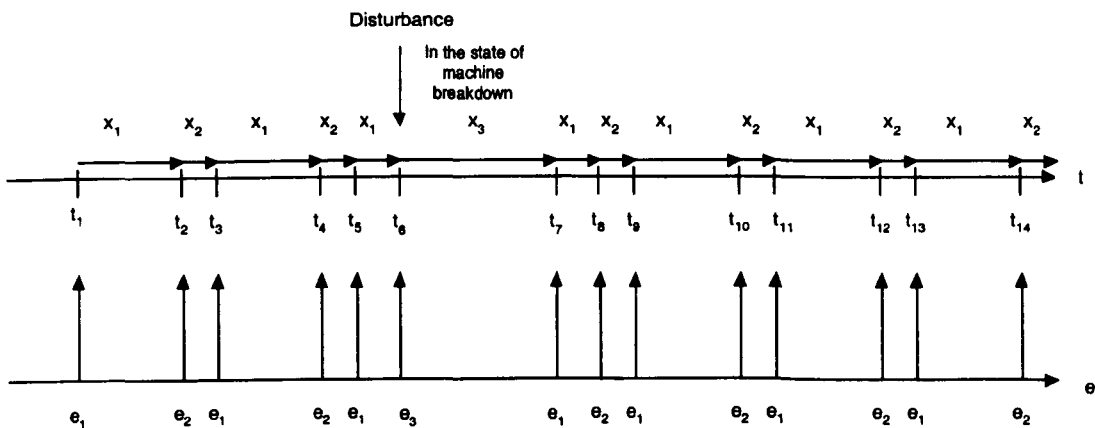 Disturbance
In the state of
machine
breakdown
x₁ x₂ x₁ x₂ x₁ x₃ x₁ x₂ x₁ x₂ x₁ x₂ x₁ x₂
t
t₁ t₂ t₃ t₄ t₅ t₆ t₇ t₈ t₉ t₁₀ t₁₁ t₁₂ t₁₃ t₁₄
e
e₁ e₂ e₁ e₂ e₁ e₃ e₁ e₂ e₁ e₂ e₁ e₂ e₁ e₂